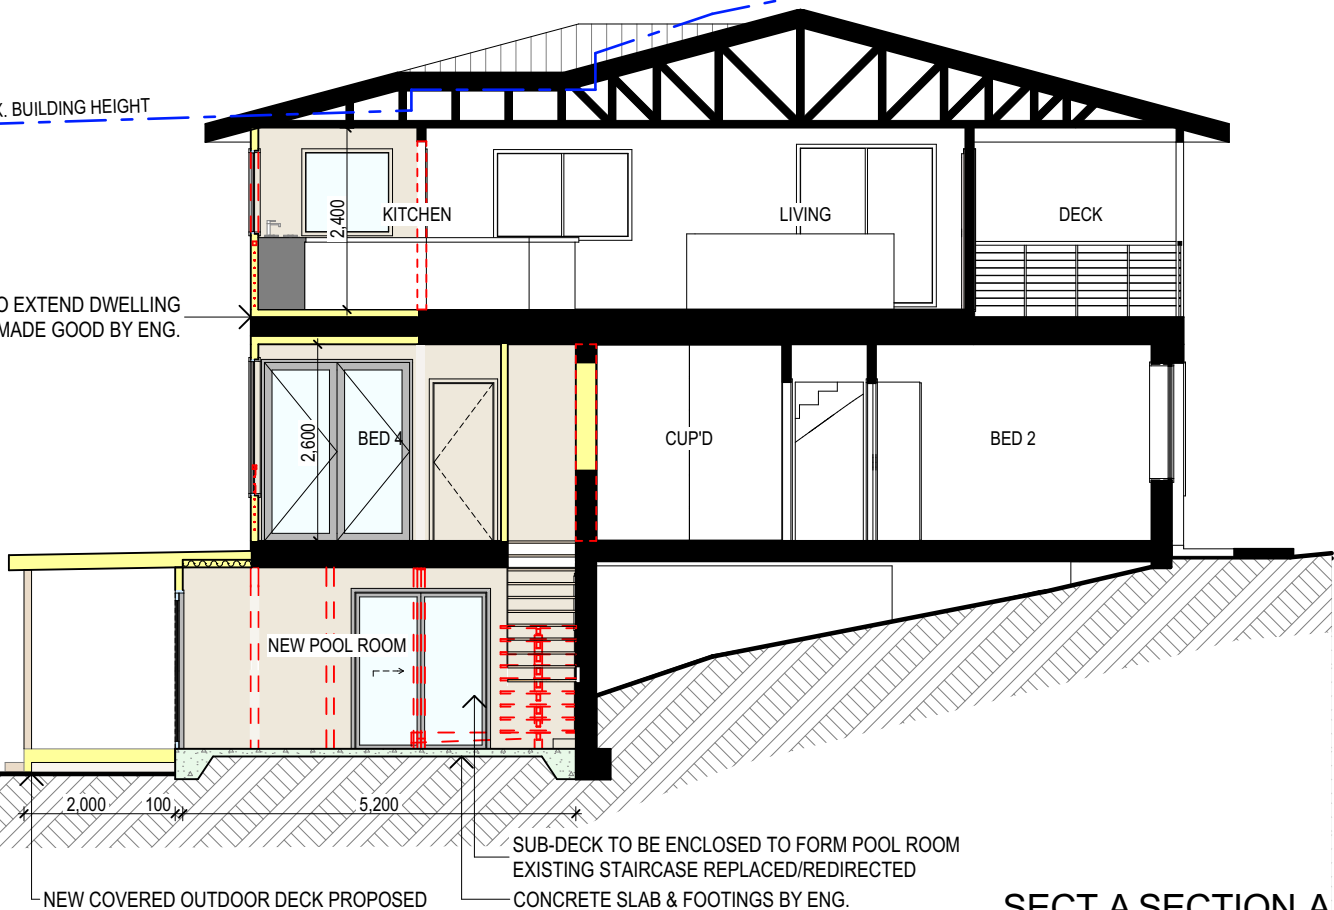 X. BUILDING HEIGHT
KITCHEN
LIVING
DECK
2,400
O EXTEND DWELLING
MADE GOOD BY ENG.
2,600
BED 4
CUP'D
BED 2
NEW POOL ROOM
2,000
100
5,200
SUB-DECK TO BE ENCLOSED TO FORM POOL ROOM
EXISTING STAIRCASE REPLACED/REDIRECTED
NEW COVERED OUTDOOR DECK PROPOSED
CONCRETE SLAB & FOOTINGS BY ENG.
SECT A SECTION A